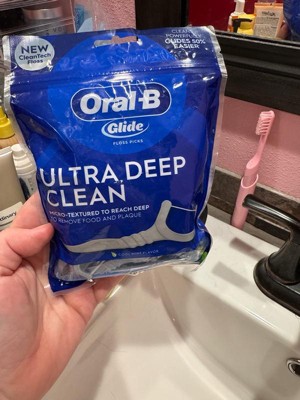 NEW
CleanTech
Floss
GLIDES 50%
EASIER
Oral-B
Glide
FLOSS PICKS
ULTRA DEEP
CLEAN
MICRO-TEXTURED TO REACH DEEP
TO REMOVE FOOD AND PLAQUE